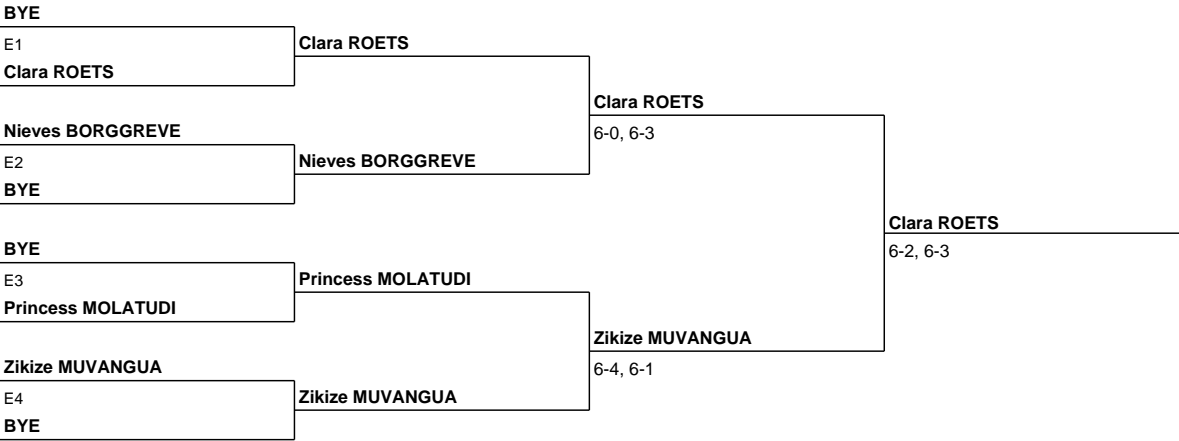 BYE
E1
Clara ROETS
Clara ROETS
Nieves BORGGREVE
E2
BYE
Nieves BORGGREVE
Clara ROETS
6-0, 6-3
BYE
E3
Princess MOLATUDI
Princess MOLATUDI
Zikize MUVANGUA
E4
BYE
Zikize MUVANGUA
Zikize MUVANGUA
6-4, 6-1
Clara ROETS
6-2, 6-3